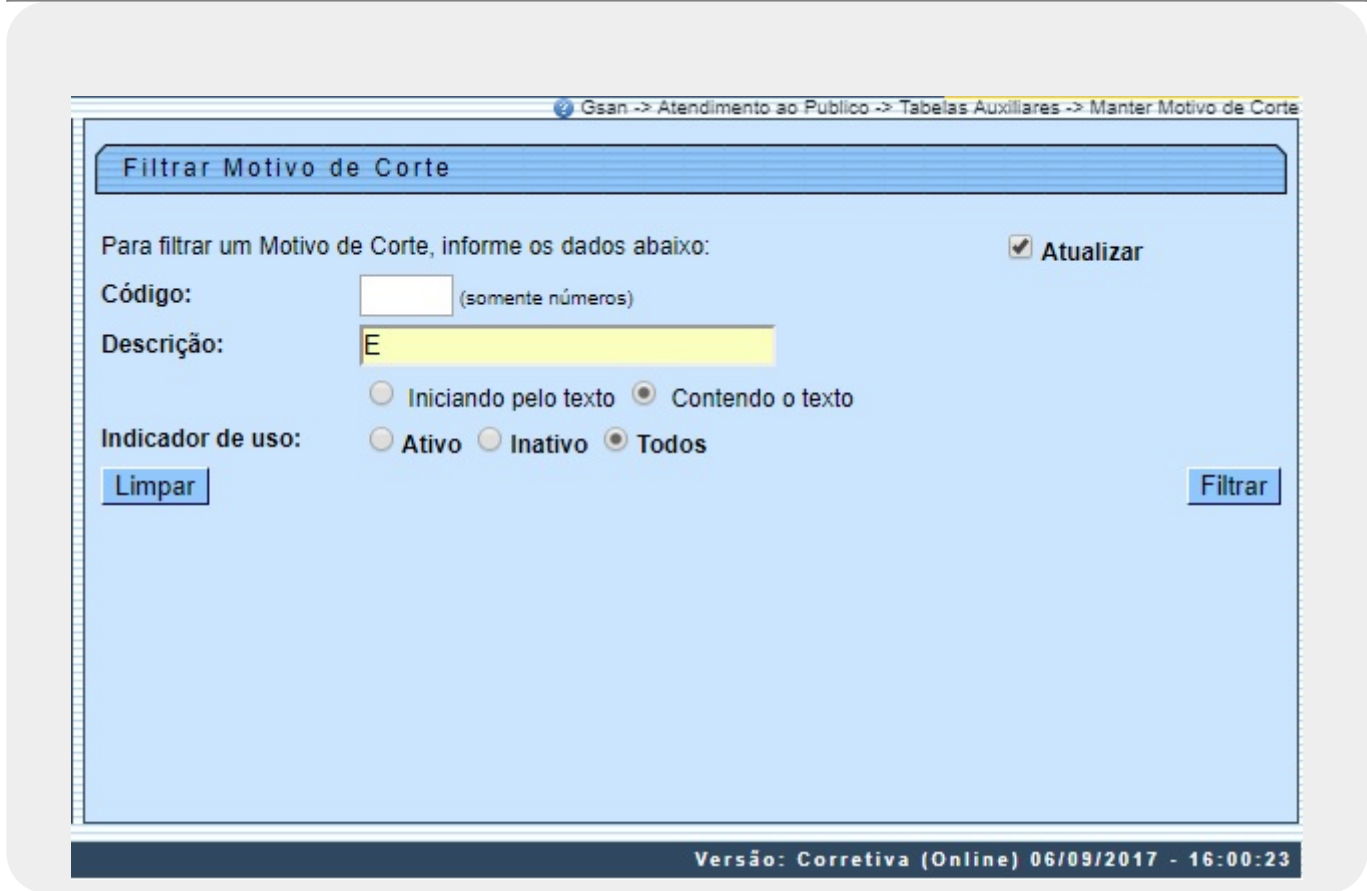 Gsan -> Atendimento ao Publico -> Tabelas Auxiliares -> Manter Motivo de Corte
Filtrar Motivo de Corte
Para filtrar um Motivo de Corte, informe os dados abaixo: Atualizar
Código: (somente números)
Descrição: E
Iniciando pelo texto Contendo o texto
Indicador de uso: Ativo Inativo Todos
Limpar Filtrar
Versão: Corretiva (Online) 06/09/2017 - 16:00:23